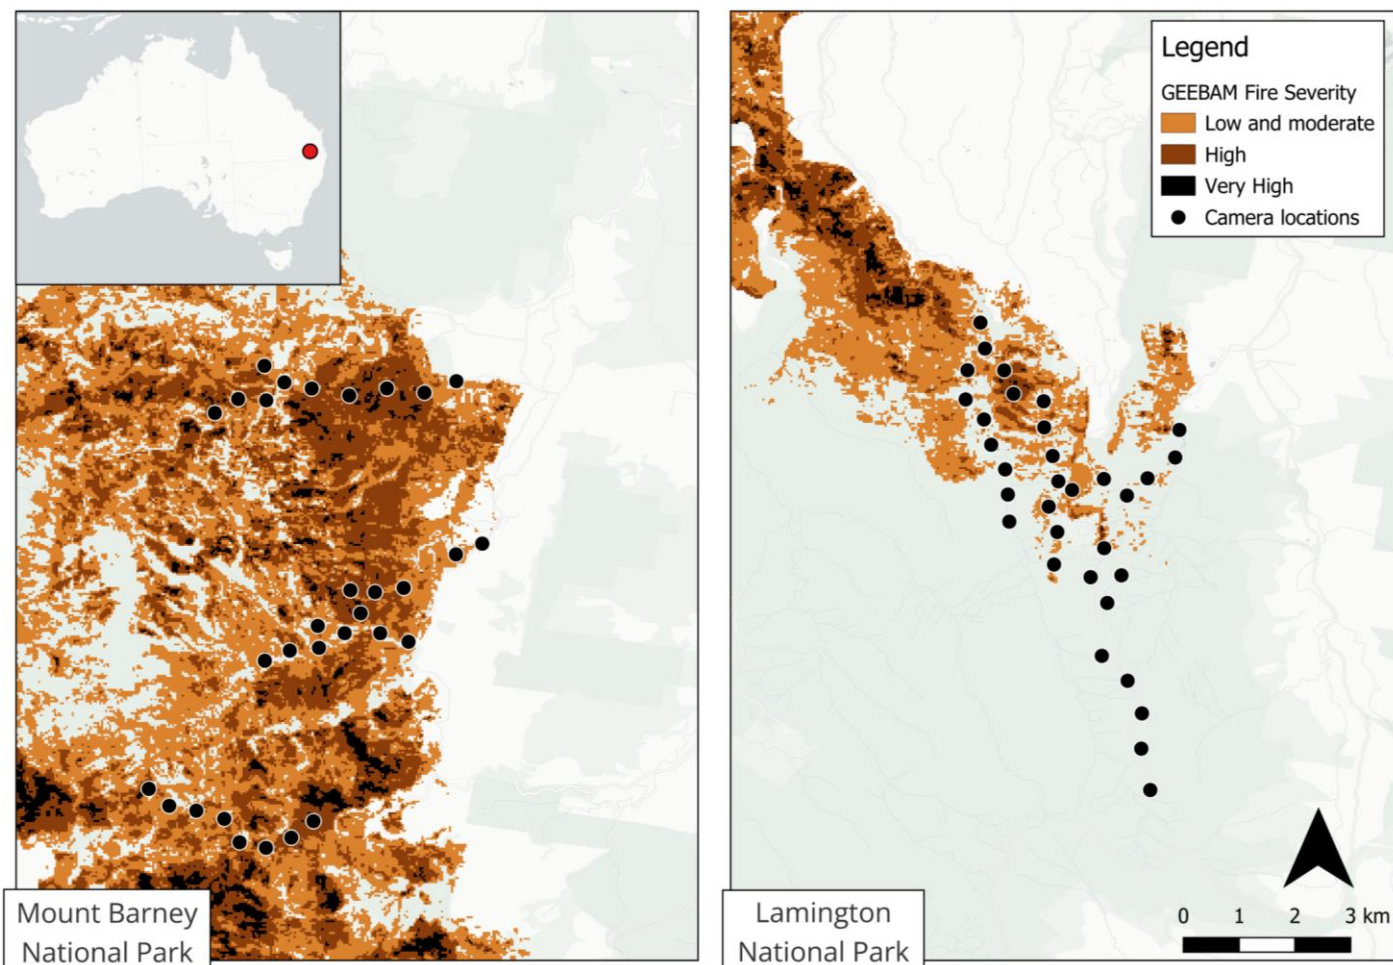 Legend
GEEBAM Fire Severity
Low and moderate
High
Very High
Camera locations
Mount Barney
National Park
Lamington
National Park
0 1 2 3 km